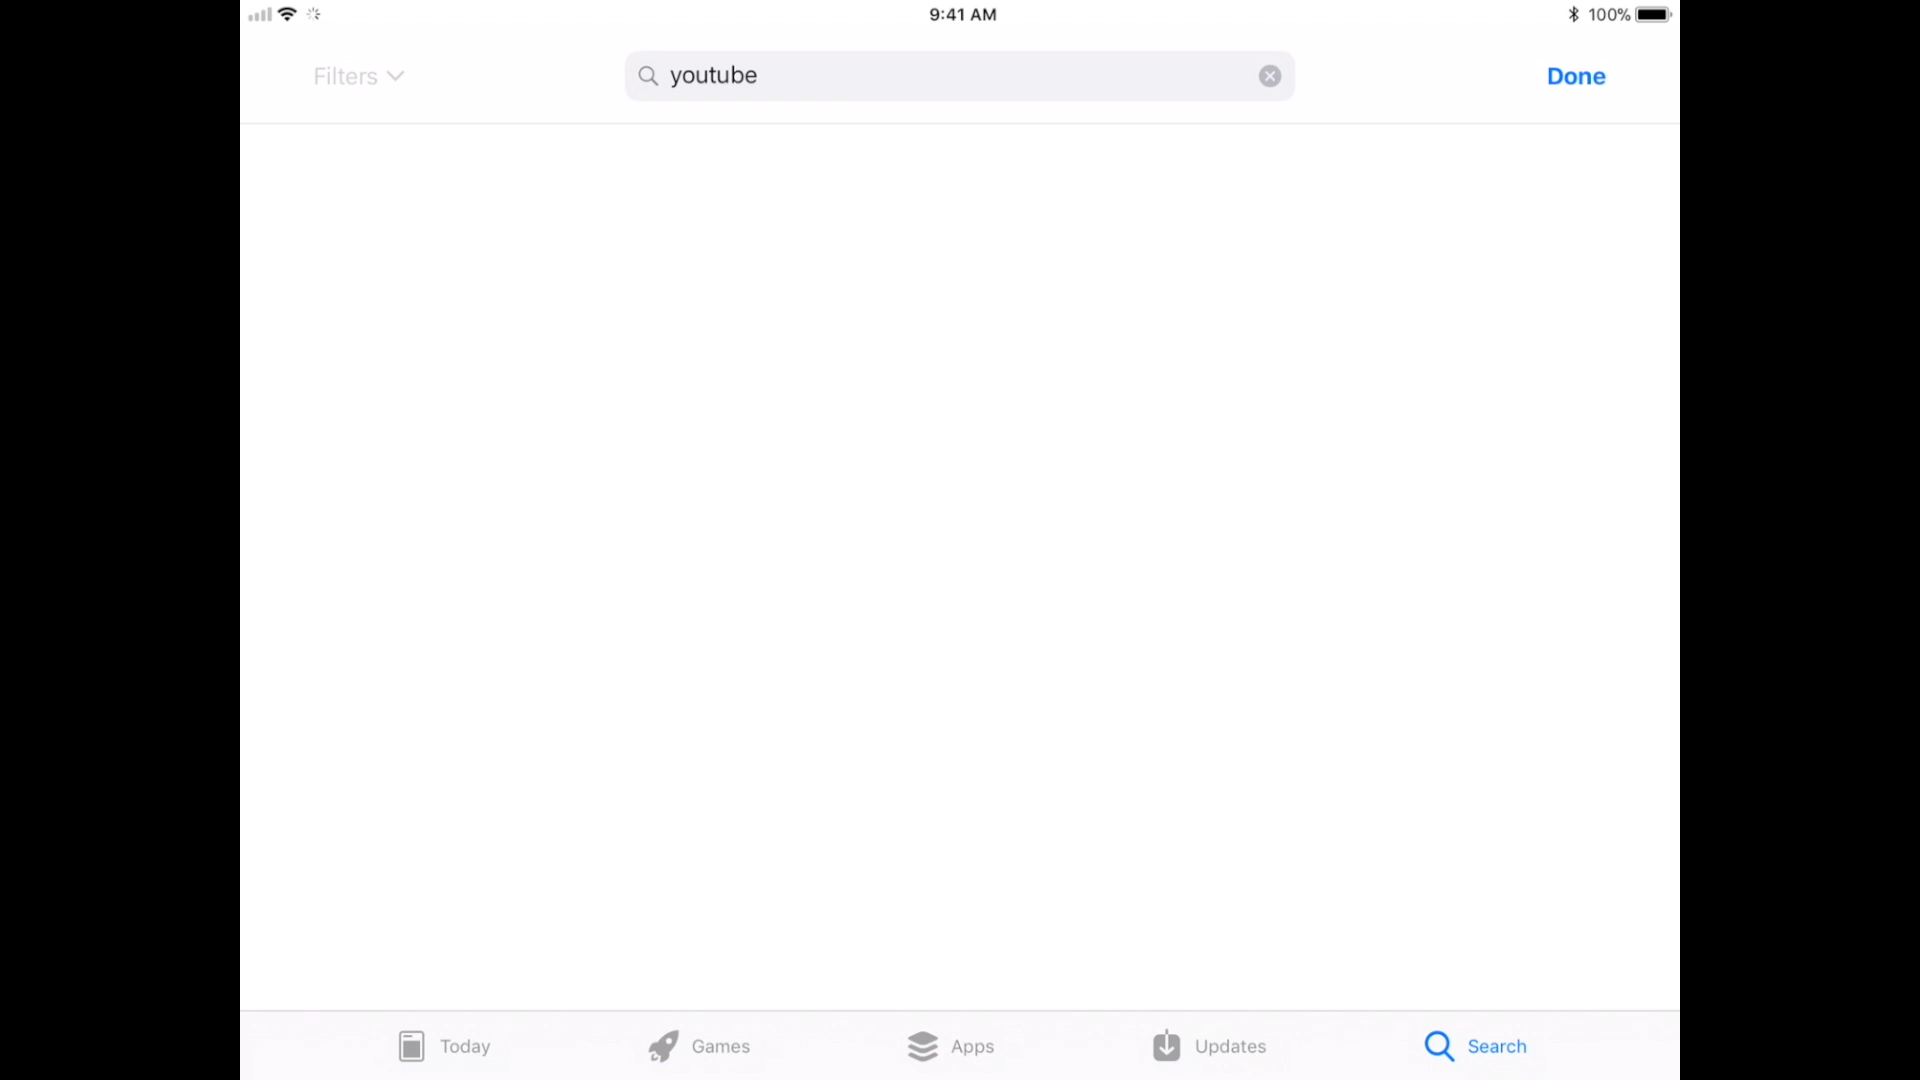 9:41 AM
100%
Filters
youtube
Done
Today
Games
Apps
Updates
Search